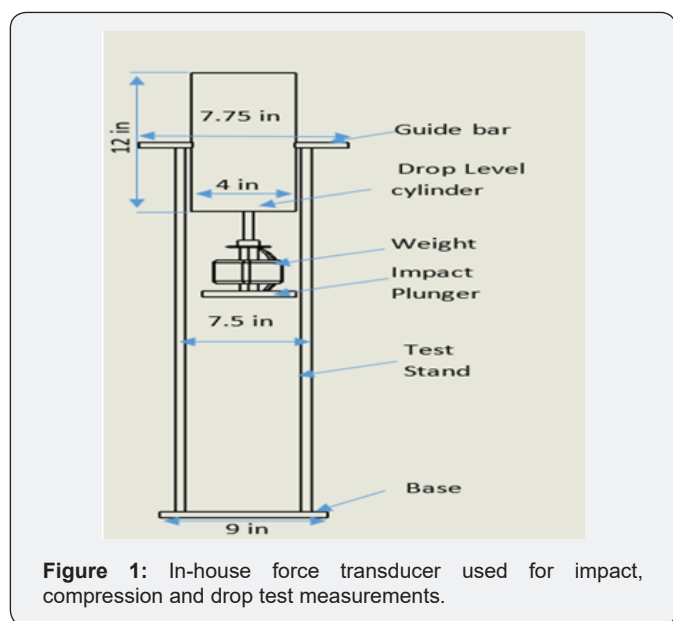 7.75 in
12 in
Guide bar
Drop Level
cylinder
4 in
Weight
Impact
Plunger
7.5 in
Test
Stand
Base
9 in
Figure 1: In-house force transducer used for impact,
compression and drop test measurements.